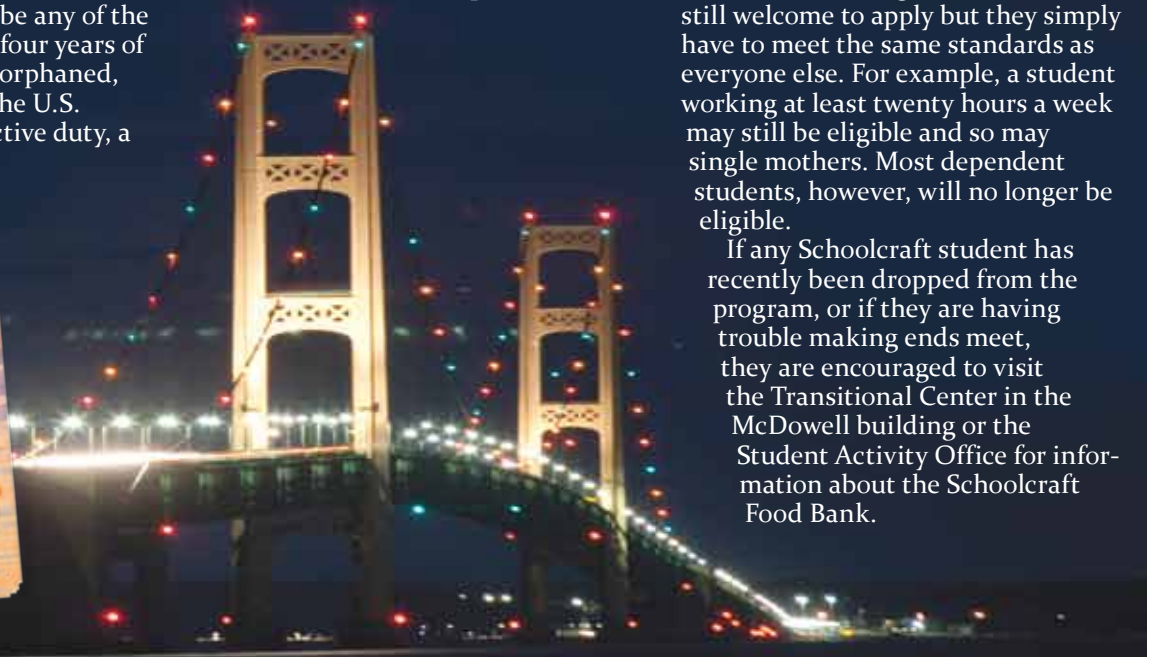 be any of the
four years of
orphaned,
he U.S.
ctive duty, a
still welcome to apply but they simply
have to meet the same standards as
everyone else. For example, a student
working at least twenty hours a week
may still be eligible and so may
single mothers. Most dependent
students, however, will no longer be
eligible.
If any Schoolcraft student has
recently been dropped from the
program, or if they are having
trouble making ends meet,
they are encouraged to visit
the Transitional Center in the
McDowell building or the
Student Activity Office for infor-
mation about the Schoolcraft
Food Bank.